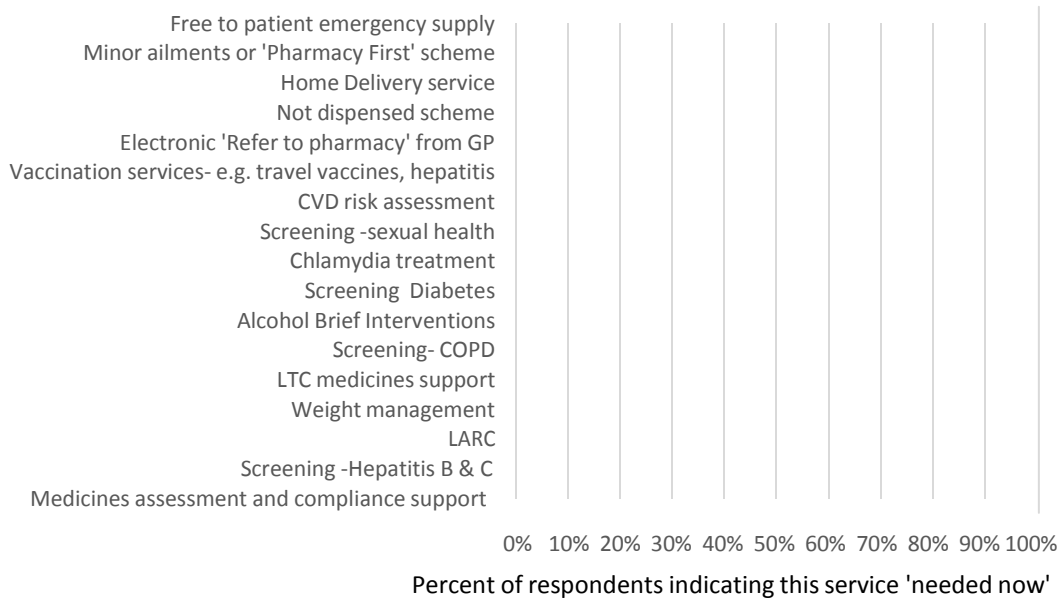 Free to patient emergency supply
Minor ailments or 'Pharmacy First' scheme
Home Delivery service
Not dispensed scheme
Electronic 'Refer to pharmacy' from GP
Vaccination services- e.g. travel vaccines, hepatitis
CVD risk assessment
Screening -sexual health
Chlamydia treatment
Screening  Diabetes
Alcohol Brief Interventions
Screening- COPD
LTC medicines support
Weight management
LARC
Screening -Hepatitis B & C
Medicines assessment and compliance support
0% 10% 20% 30% 40% 50% 60% 70% 80% 90% 100%
Percent of respondents indicating this service 'needed now'